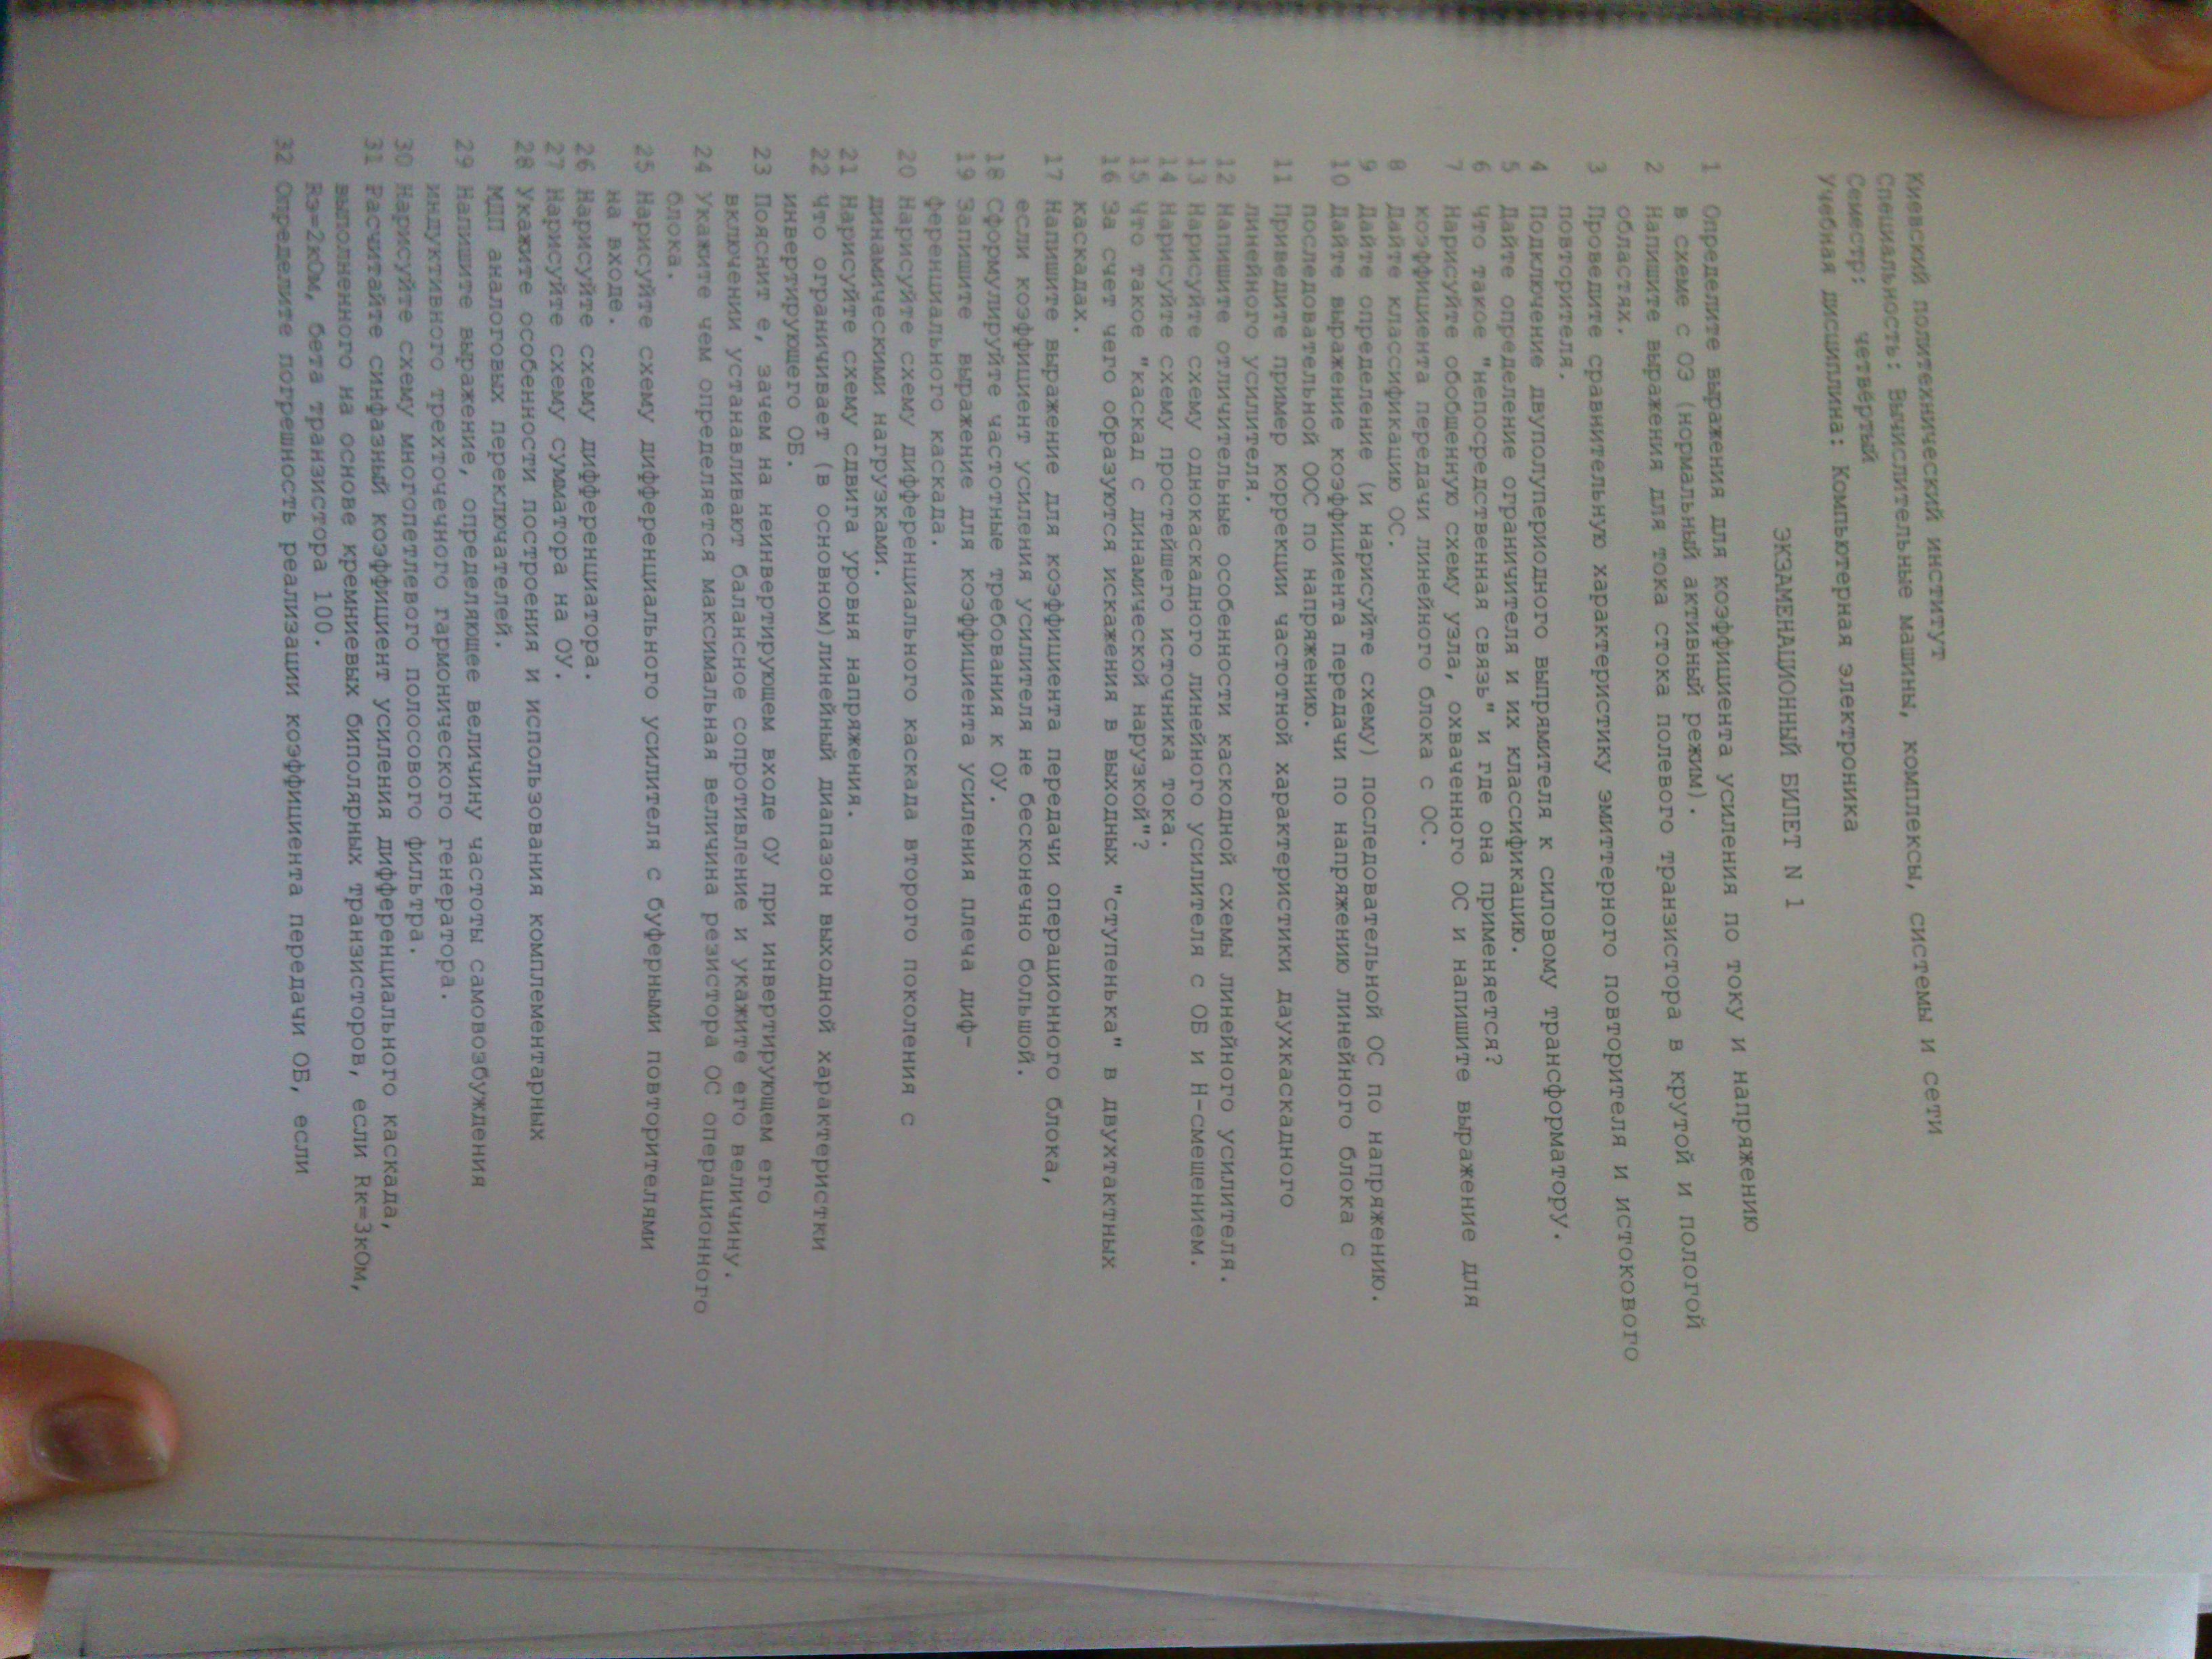 Киевский политехнический институт
Специальность: Вычислительные машины, комплексы, системы и сети
Семестр: четвёртый
Учебная дисциплина: Компьютерная электроника
ЭКЗАМЕНАЦИОННЫЙ БИЛЕТ N 1
1 Определите выражения для коэффициента усиления по току и напряжению
в схеме с ОЭ (нормальный активный режим).
2 Напишите выражения для тока стока полевого транзистора в крутой и пологой
областях.
3 Проведите сравнительную характеристику эмиттерного повторителя и истокового
повторителя.
4 Подключение двуполупериодного выпрямителя к силовому трансформатору.
5 Дайте определение ограничителя и их классификацию.
6 Что такое "непосредственная связь" и где она применяется?
7 Нарисуйте обобщенную схему узла, охваченного ОС и напишите выражение для
коэффициента передачи линейного блока с ОС.
8 Дайте классификацию ОС.
9 Дайте определение (и нарисуйте схему) последовательной ОС по напряжению.
10 Дайте выражение коэффициента передачи по напряжению линейного блока с
последовательной ООС по напряжению.
11 Приведите пример коррекции частотной характеристики даухкаскадного
линейного усилителя.
12 Напишите отличительные особенности каскодной схемы линейного усилителя.
13 Нарисуйте схему однокаскадного линейного усилителя с ОБ и Н-смещением.
14 Нарисуйте схему простейшего источника тока.
15 Что такое "каскад с динамической нарузкой"?
16 За счет чего образуются искажения в выходных "ступенька" в двухтактных
каскадах.
17 Напишите выражение для коэффициента передачи операционного блока,
если коэффициент усиления усилителя не бесконечно большой.
18 Сформулируйте частотные требования к ОУ.
19 Запишите выражение для коэффициента усиления плеча диф-
ференциального каскада.
20 Нарисуйте схему дифференциального каскада второго поколения с
динамическими нагрузками.
21 Нарисуйте схему сдвига уровня напряжения.
22 Что ограничивает (в основном)линейный диапазон выходной характеристки
инвертирующего ОБ.
23 Пояснит е, зачем на неинвертирующем входе ОУ при инвертирующем его
включении устанавливают балансное сопротивление и укажите его величину.
24 Укажите чем определяется максимальная величина резистора ОС операционного
блока.
25 Нарисуйте схему дифференциального усилителя с буферными повторителями
на входе.
26 Нарисуйте схему дифференциатора.
27 Нарисуйте схему сумматора на ОУ.
28 Укажите особенности построения и использования комплементарных
МДП аналоговых переключателей.
29 Напишите выражение, определяющее величину частоты самовозбуждения
индуктивного трехточечного гармонического генератора.
30 Нарисуйте схему многопетлевого полосового фильтра.
31 Расчитайте синфазный коэффициент усиления дифференциального каскада,
выполненного на основе кремниевых биполярных транзисторов, если Rк=3кОм,
Rэ=2кОм, бета транзистора 100.
32 Определите погрешность реализации коэффициента передачи ОБ, если